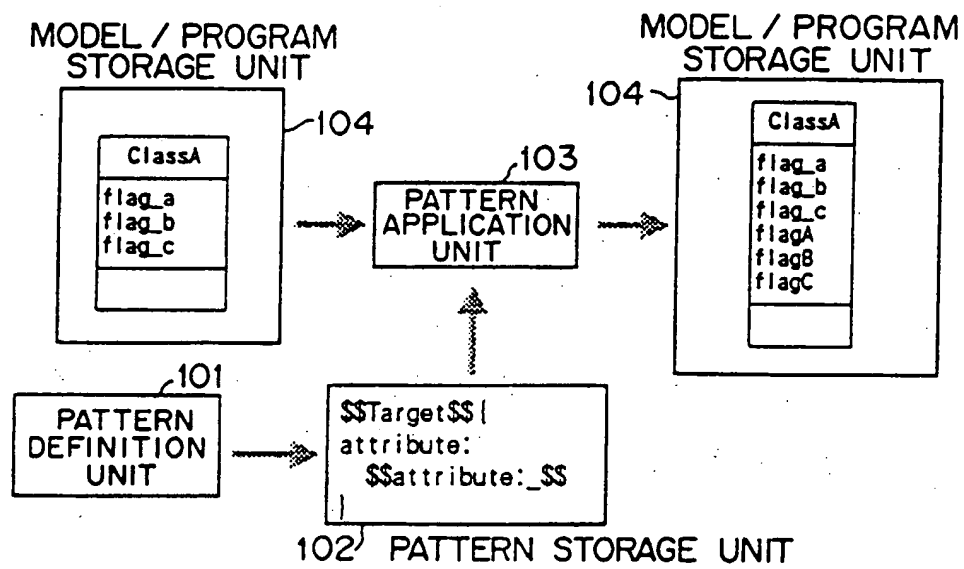 MODEL / PROGRAM
STORAGE UNIT
104
ClassA
flag_a
flag_b
flag_c
103
PATTERN
APPLICATION
UNIT
MODEL / PROGRAM
STORAGE UNIT
104
ClassA
flag_a
flag_b
flag_c
flagA
flagB
flagC
101
PATTERN
DEFINITION
UNIT
$$Target$${
attribute:
$$attribute:_$$
}
102 PATTERN STORAGE UNIT